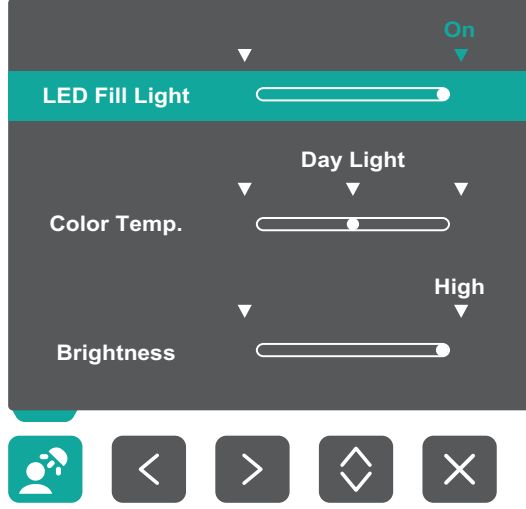 On
LED Fill Light
Day Light
Color Temp.
High
Brightness